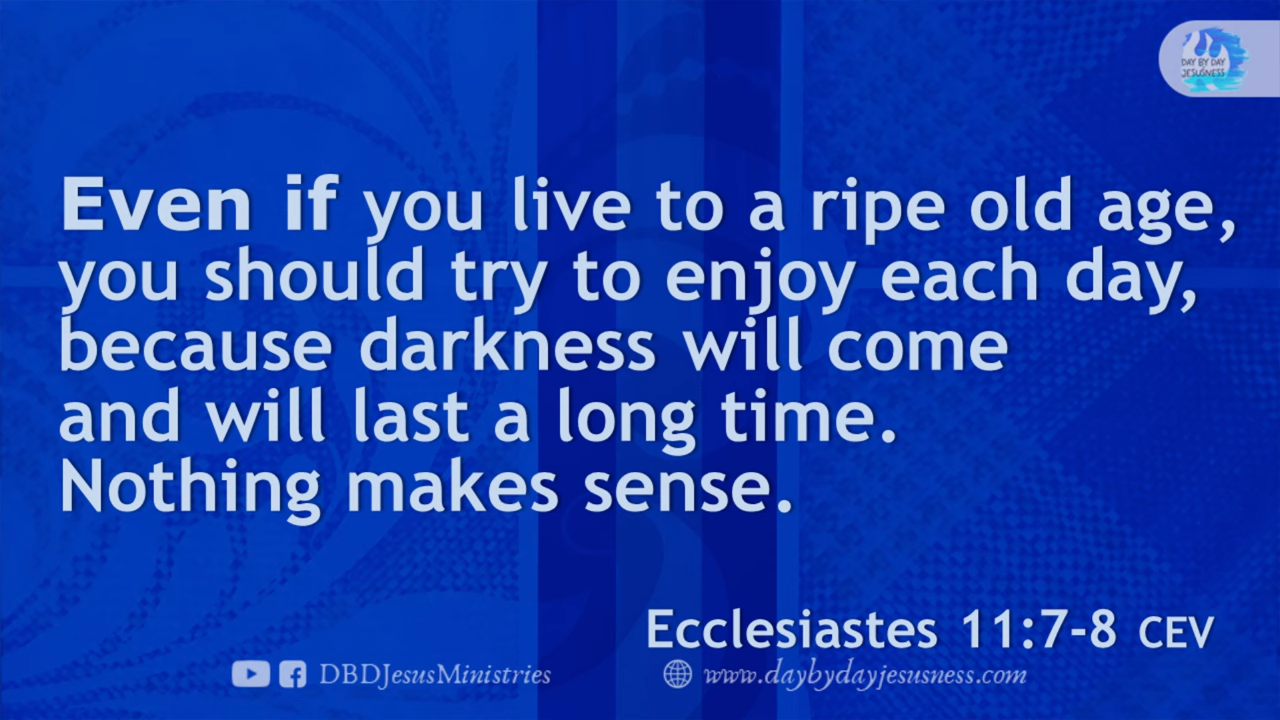 DAY BY DAY
JESUSNESS
Even if you live to a ripe old age,
you should try to enjoy each day,
because darkness will come
and will last a long time.
Nothing makes sense.
Ecclesiastes 11:7-8 CEV
DBDJesusMinistries
www.daybydayjesusness.com